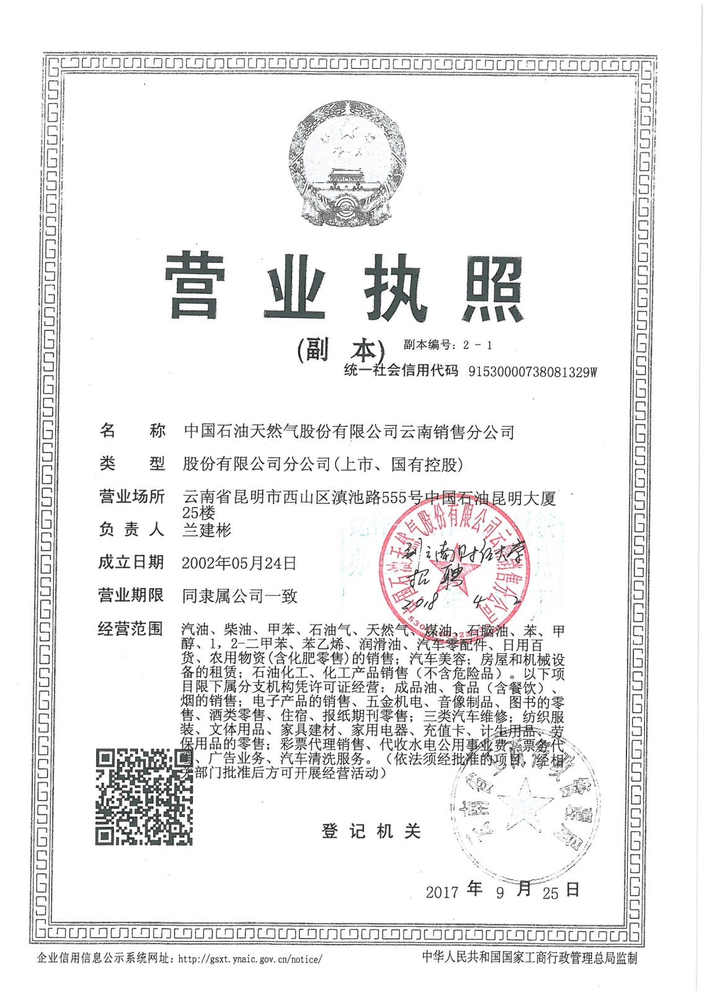 营业执照
(副 本) 副本编号：2-1
统一社会信用代码 91530000738081329W
名称 中国石油天然气股份有限公司云南销售分公司
类型 股份有限公司分公司(上市、国有控股)
营业场所 云南省昆明市西山区滇池路555号中国石油昆明大厦
25楼
负责人 兰建彬
成立日期 2002年05月24日
营业期限 同隶属公司一致
经营范围 汽油、柴油、甲苯、石油气、天然气、煤油、石脑油、苯、甲
醇、1，2-二甲苯、苯乙烯、润滑油、汽车零配件、日用百
货、农用物资(含化肥零售)的销售；汽车美容；房屋和机械设
备的租赁；石油化工、化工产品销售（不含危险品）。以下项
目限下属分支机构凭许可证经营：成品油、食品（含餐饮）、
烟的销售；电子产品的销售、五金机电、音像制品、图书的零
售、酒类零售、住宿、报纸期刊零售；三类汽车维修；纺织服
装、文体用品、家具建材、家用电器、充值卡、计生用品、劳
保用品的零售；彩票代理销售、代收水电公用事业费、票务代
理、广告业务、汽车清洗服务。（依法须经批准的项目，经相
关部门批准后方可开展经营活动）
中国石油天然气股份有限公司云南销售分公司
到云南财经大学
招聘
2018 4 2
登记机关
云南省工商行政管理局
2017 年 9 月 25 日
企业信用信息公示系统网址：http://gsxt.ynaic.gov.cn/notice/
中华人民共和国国家工商行政管理总局监制